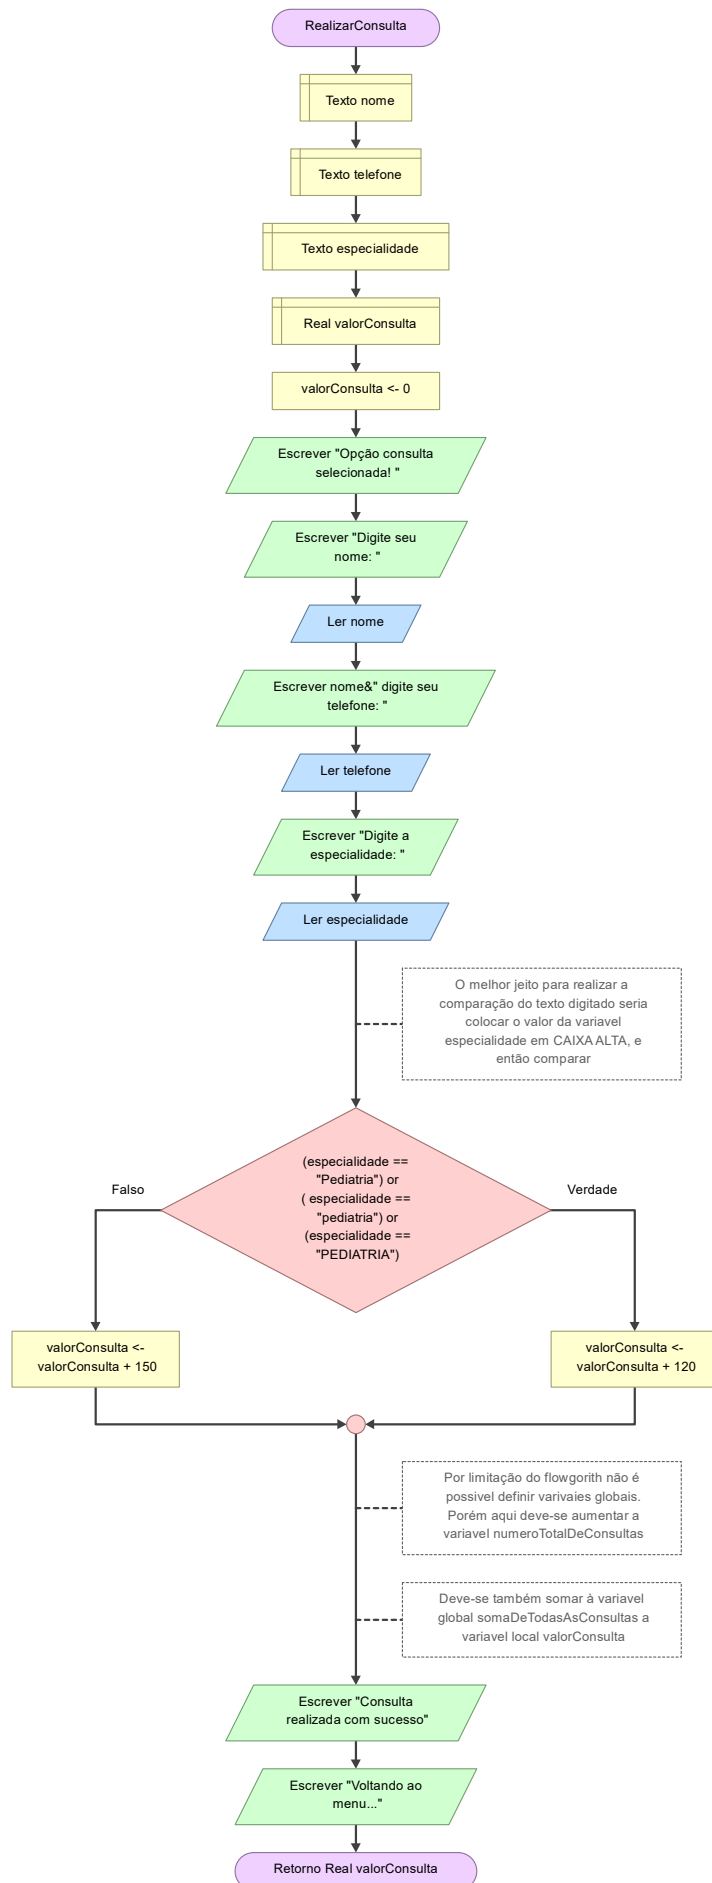 RealizarConsulta
Texto nome
Texto telefone
Texto especialidade
Real valorConsulta
valorConsulta <- 0
Escrever "Opção consulta
selecionada! "
Escrever "Digite seu
nome: "
Ler nome
Escrever nome&" digite seu
telefone: "
Ler telefone
Escrever "Digite a
especialidade: "
Ler especialidade
O melhor jeito para realizar a
comparação do texto digitado seria
colocar o valor da variavel
especialidade em CAIXA ALTA, e
então comparar
(especialidade ==
"Pediatria") or
( especialidade ==
"pediatria") or
(especialidade ==
"PEDIATRIA")
Falso
Verdade
valorConsulta <-
valorConsulta + 150
valorConsulta <-
valorConsulta + 120
Por limitação do flowgorith não é
possivel definir varivaies globais.
Porém aqui deve-se aumentar a
variavel numeroTotalDeConsultas
Deve-se também somar à variavel
global somaDeTodasAsConsultas a
variavel local valorConsulta
Escrever "Consulta
realizada com sucesso"
Escrever "Voltando ao
menu..."
Retorno Real valorConsulta